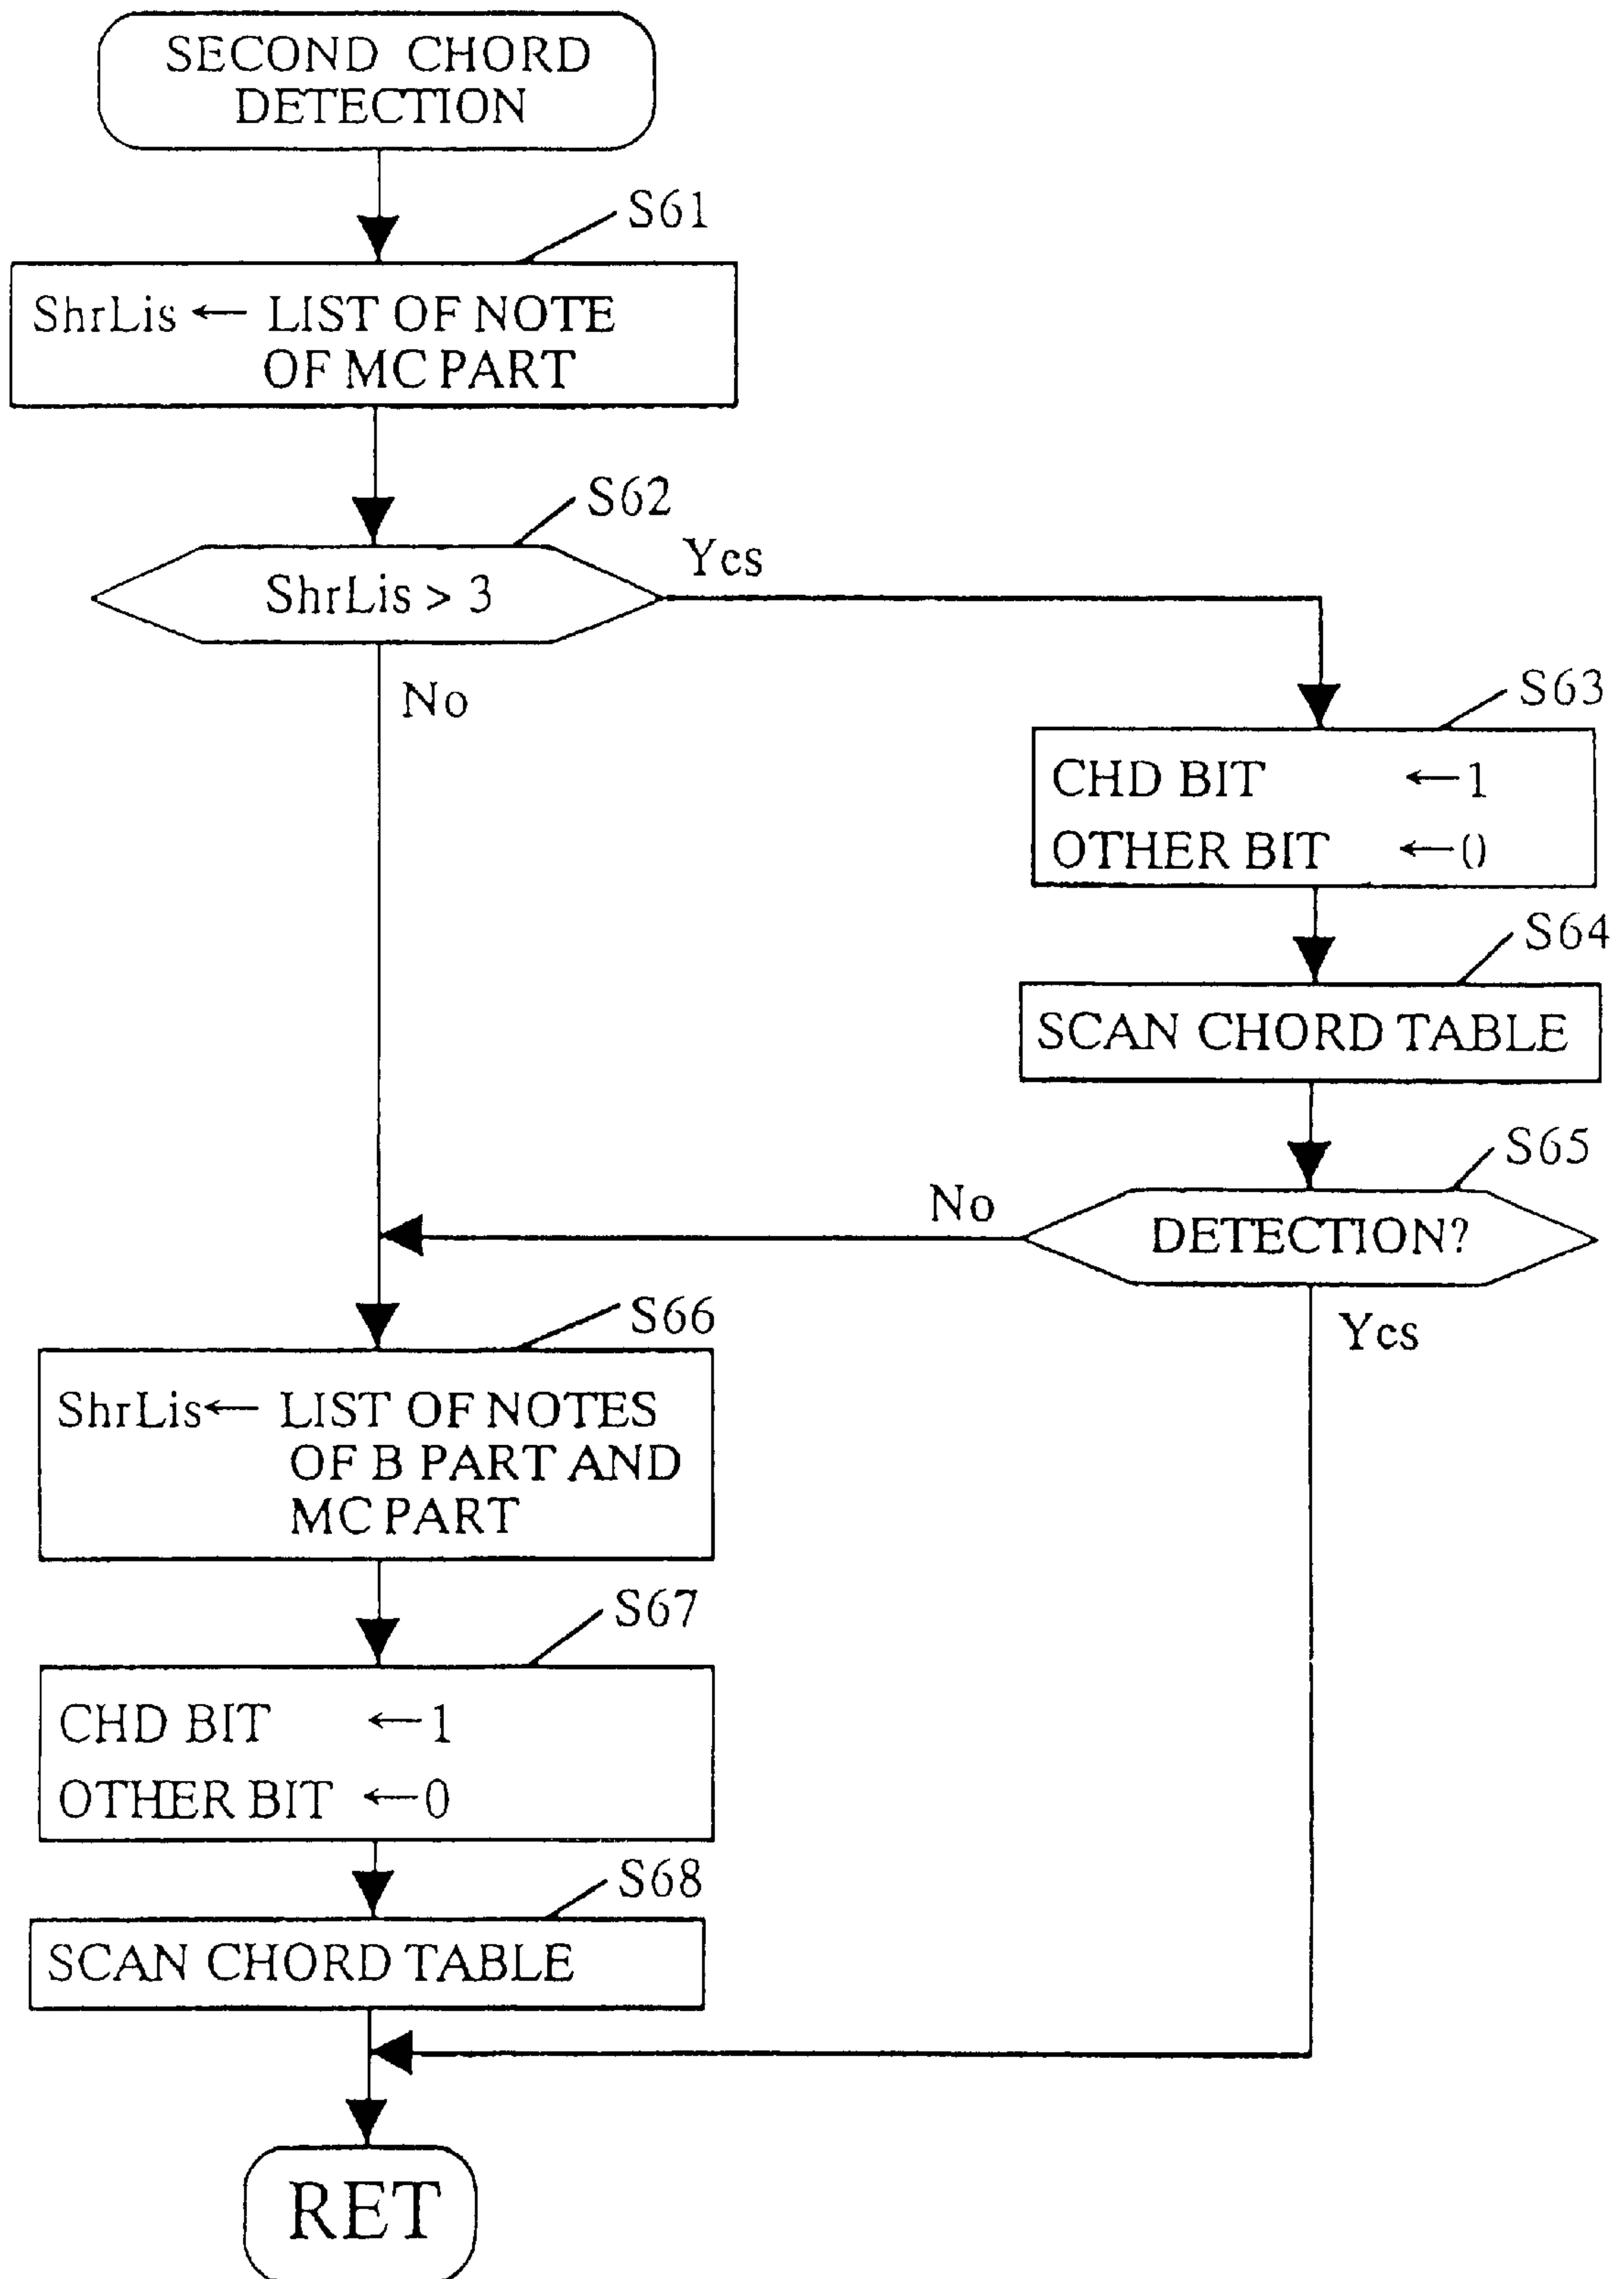 SECOND CHORD
DETECTION
S61
ShrLis ← LIST OF NOTE
OF MC PART
S62
ShrLis > 3
Yes
No
S63
CHD BIT ←1
OTHER BIT ←0
S64
SCAN CHORD TABLE
S65
DETECTION?
No
Yes
S66
ShrLis← LIST OF NOTES
OF B PART AND
MC PART
S67
CHD BIT ←1
OTHER BIT ←0
S68
SCAN CHORD TABLE
RET